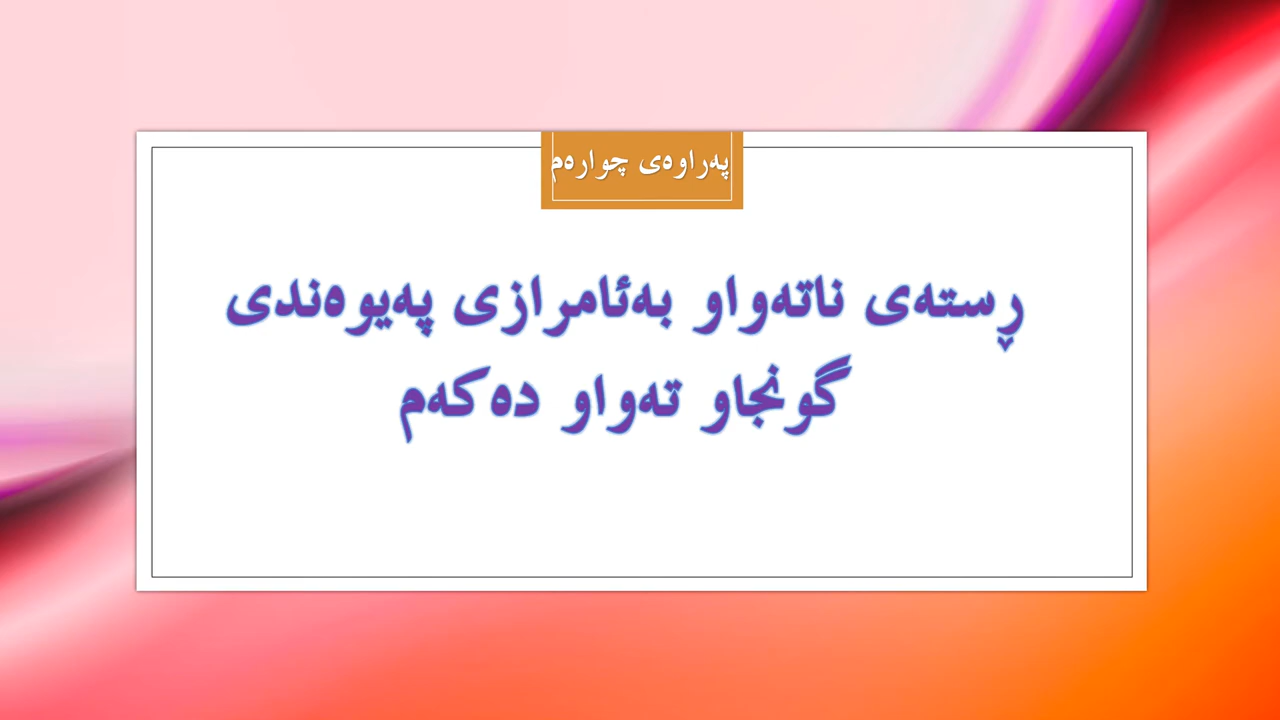 پەراوەی چوارەم
ڕستەی ناتەواو بەئامرازی پەیوەندی
گونجاو تەواو دەکەم